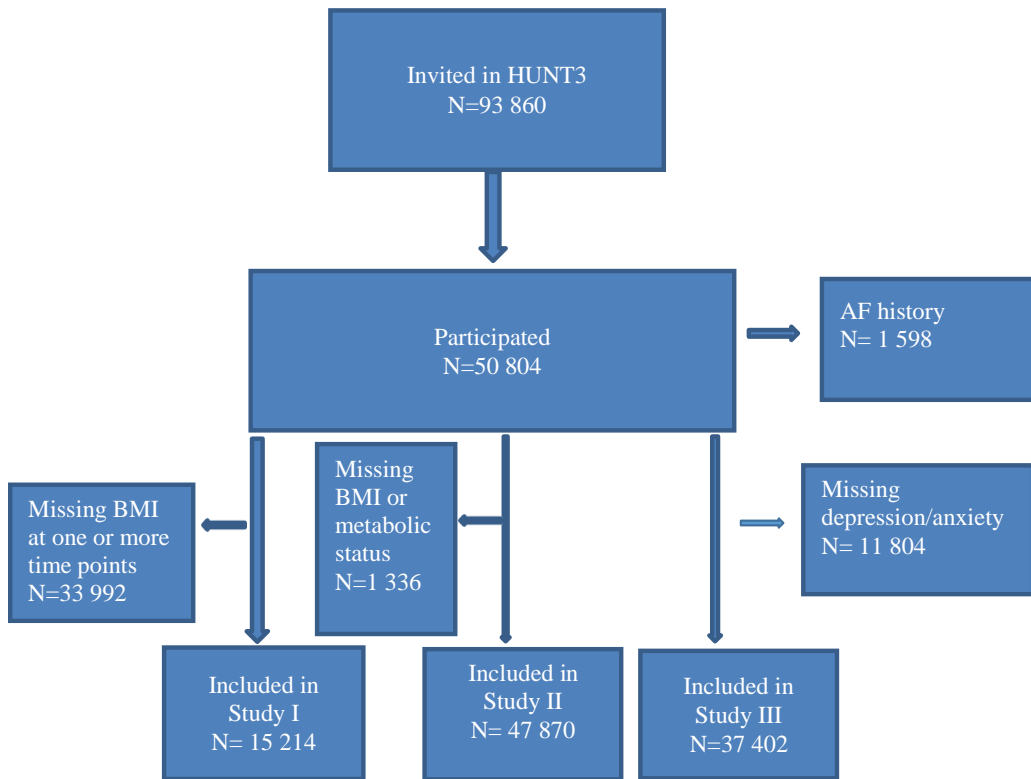 Invited in HUNT3
N=93 860
Participated
N=50 804
AF history
N= 1 598
Missing BMI
at one or more
time points
N=33 992
Missing
BMI or
metabolic
status
N=1 336
Missing
depression/anxiety
N= 11 804
Included in
Study I
N= 15 214
Included in
Study II
N= 47 870
Included in
Study III
N=37 402